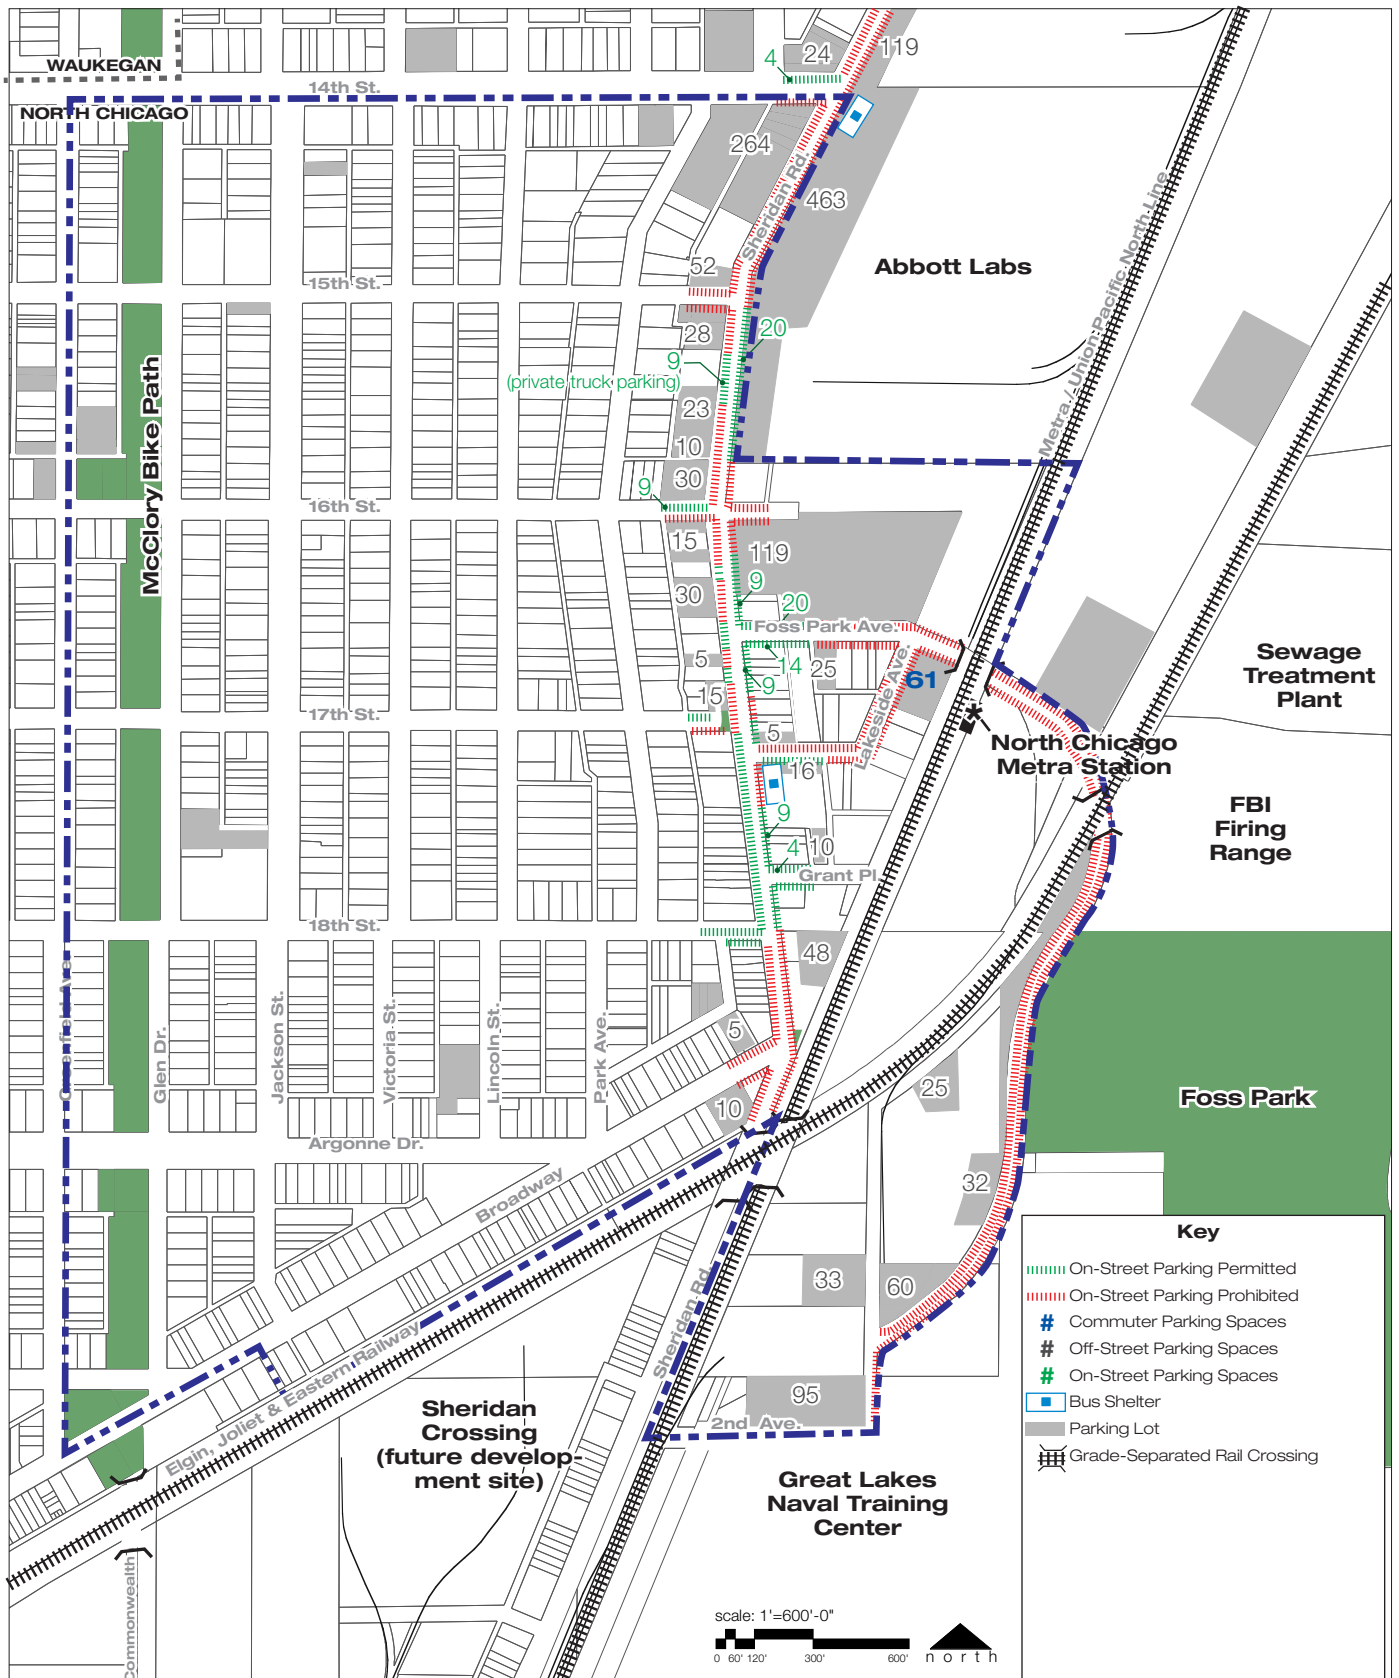 24
119
4
WAUKEGAN
14th St.
NORTH CHICAGO
264
Sheridan Rd.
463
Metra / Union Pacific North Line
Abbott Labs
52
15th St.
28
20
9
(private truck parking)
McClory Bike Path
23
10
30
9
16th St.
15
119
9
30
20
Foss Park Ave.
5
14
25
9
61
Lakeside Ave.
Sewage
Treatment
Plant
15
17th St.
5
North Chicago
Metra Station
16
FBI
Firing
Range
9
4
10
Grant Pl.
18th St.
48
Greenfield Ave.
Glen Dr.
Jackson St.
Victoria St.
Lincoln St.
Park Ave.
5
25
Foss Park
10
Argonne Dr.
32
Broadway
Key
On-Street Parking Permitted
On-Street Parking Prohibited
# Commuter Parking Spaces
# Off-Street Parking Spaces
# On-Street Parking Spaces
Bus Shelter
Parking Lot
Grade-Separated Rail Crossing
33
60
Sheridan Rd.
Elgin, Joliet & Eastern Railway
95
2nd Ave.
Sheridan
Crossing
(future develop-
ment site)
Great Lakes
Naval Training
Center
Commonwealth
scale: 1'=600'-0"
0 60' 120' 300' 600'
north